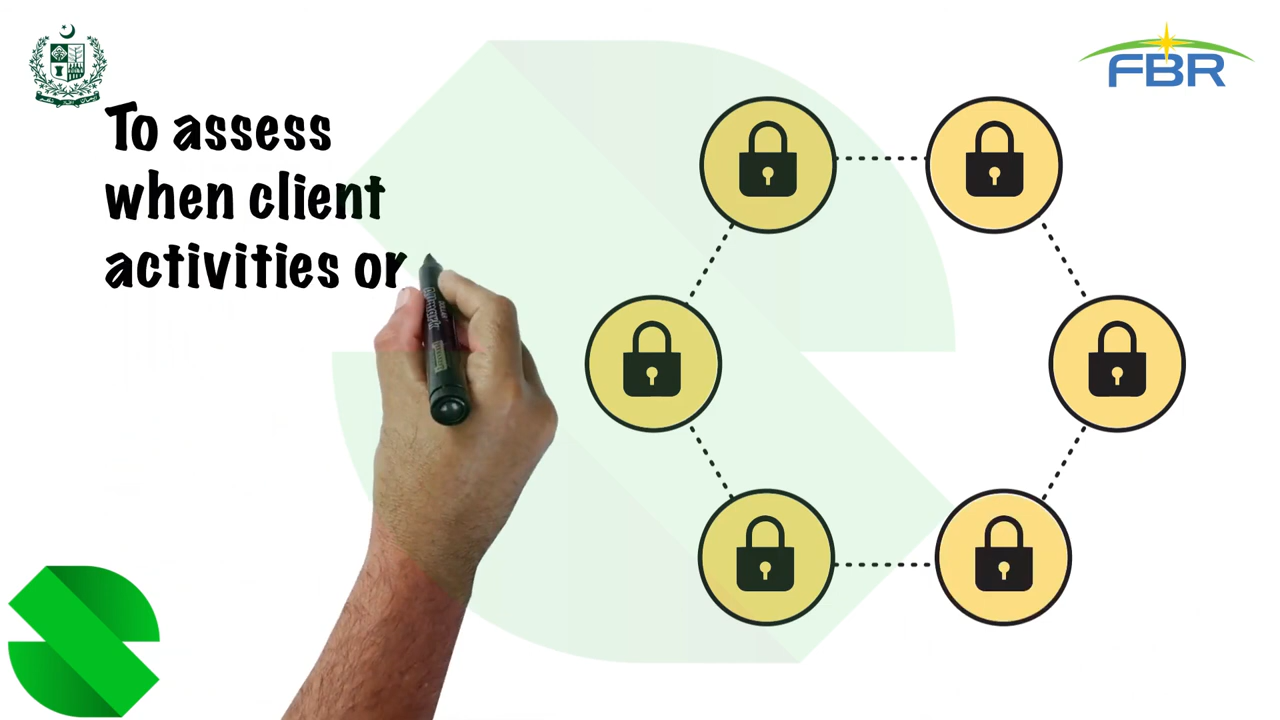 FBR
To assess
when client
activities or